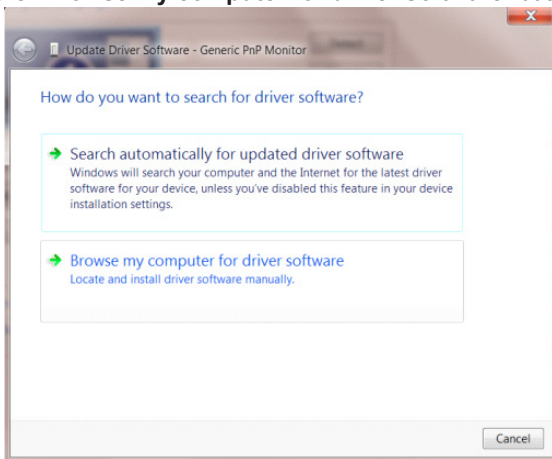 my computer
Update Driver Software - Generic PnP Monitor
How do you want to search for driver software?
Search automatically for updated driver software
Windows will search your computer and the Internet for the latest driver
software for your device, unless you've disabled this feature in your device
installation settings.
Browse my computer for driver software
Locate and install driver software manually.
Cancel